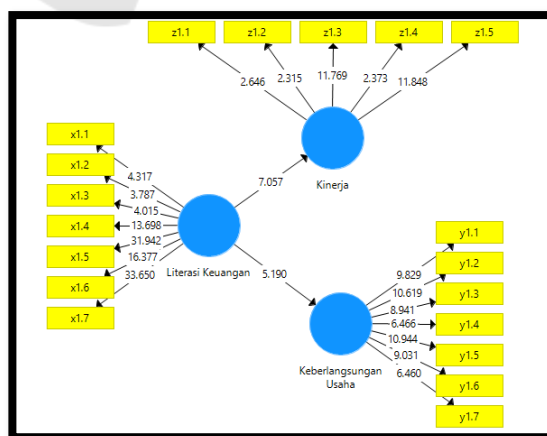 z1.1 z1.2 z1.3 z1.4 z1.5
2.646 2.315 11.769 2.373 11.848
Kinerja
7.057
x1.1
x1.2
x1.3
x1.4
x1.5
x1.6
x1.7
4.317
3.787
4.015
13.698
31.942
16.377
33.650
Literasi Keuangan
5.190
Keberlangsungan
Usaha
9.829
10.619
8.941
6.466
10.944
9.031
6.460
y1.1
y1.2
y1.3
y1.4
y1.5
y1.6
y1.7